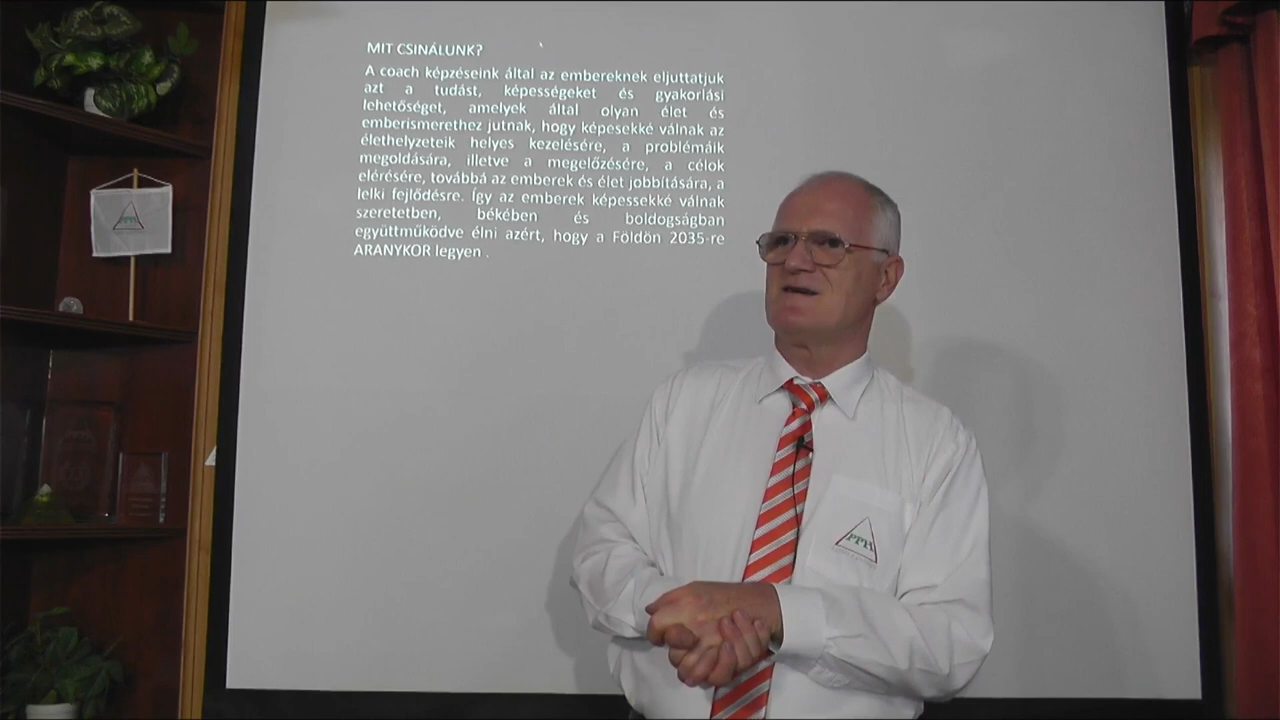 MIT CSINÁLUNK?
A coach képzéseink által az embereknek eljuttatjuk
azt a tudást, képességeket és gyakorlási
lehetőséget, amelyek által olyan élet és
emberismerethez jutnak, hogy képesekké válnak az
élethelyzeteik helyes kezelésére, a problémáik
megoldására, illetve a megelőzésére, a célok
elérésére, továbbá az emberek és élet jobbítására, a
lelki fejlődésre. Így az emberek képessekké válnak
szeretetben, békében és boldogságban
együttműködve élni azért, hogy a Földön 2035-re
ARANYKOR legyen .
PPH